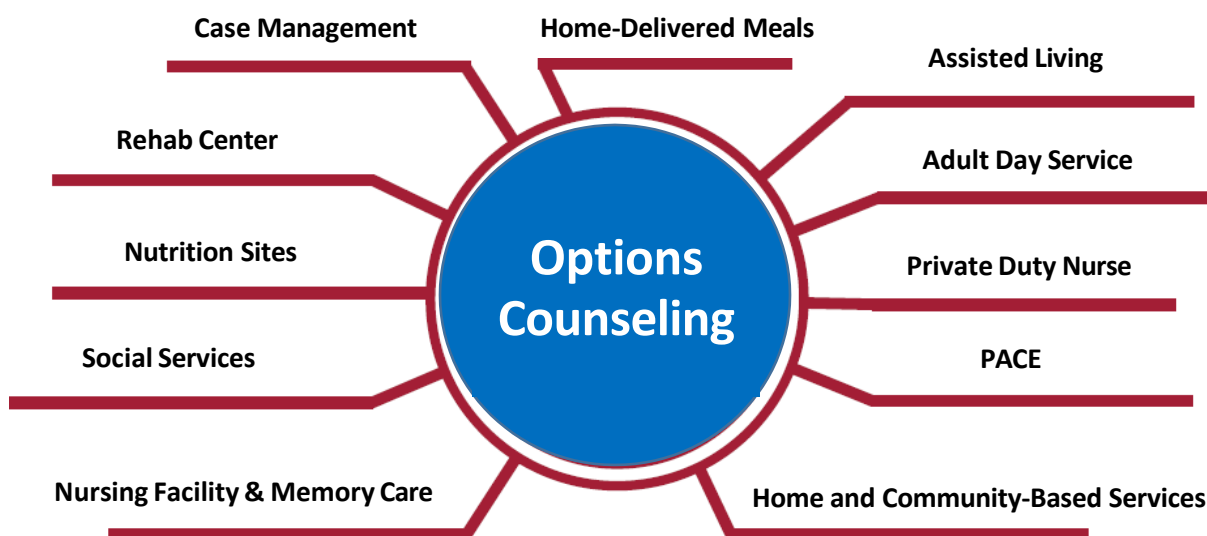 Case Management
Home-Delivered Meals
Assisted Living
Rehab Center
Adult Day Service
Nutrition Sites
Options
Counseling
Private Duty Nurse
Social Services
PACE
Nursing Facility & Memory Care
Home and Community-Based Services